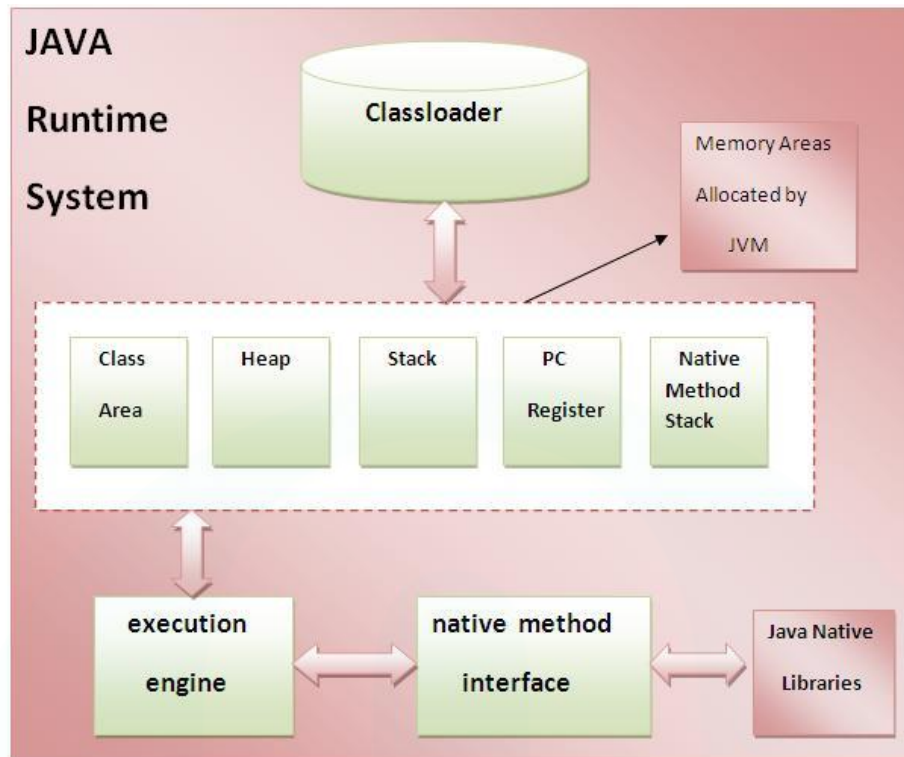 JAVA
Runtime
System
Classloader
Memory Areas
Allocated by
JVM
Class
Area
Heap
Stack
PC
Register
Native
Method
Stack
execution
engine
native method
interface
Java Native
Libraries